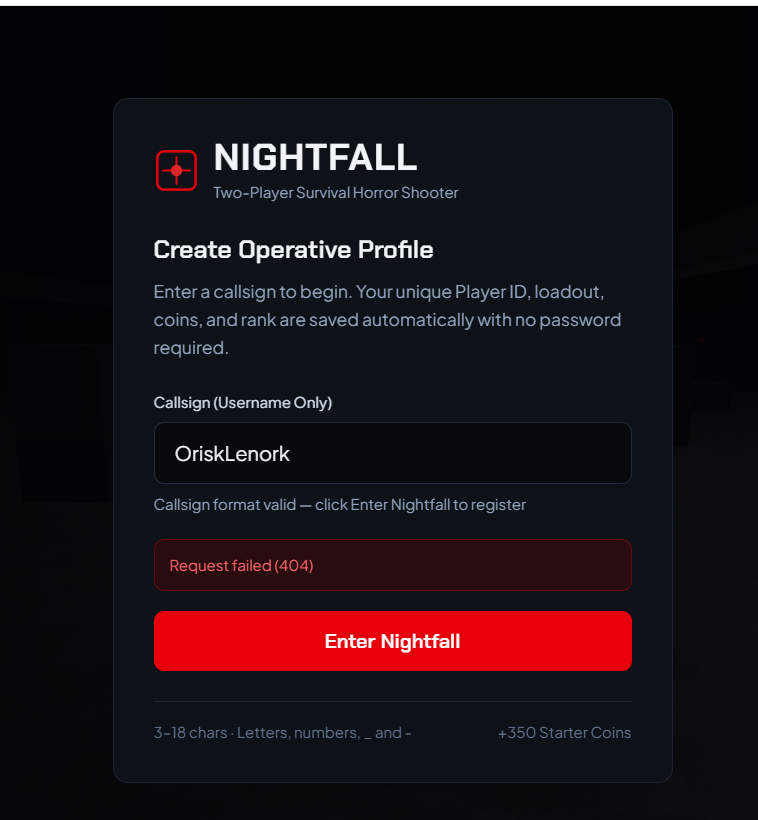 NIGHTFALL
Two-Player Survival Horror Shooter
Create Operative Profile
Enter a callsign to begin. Your unique Player ID, loadout,
coins, and rank are saved automatically with no password
required.
Callsign (Username Only)
OriskLenork
Callsign format valid — click Enter Nightfall to register
Request failed (404)
Enter Nightfall
3–18 chars · Letters, numbers, _ and -
+350 Starter Coins